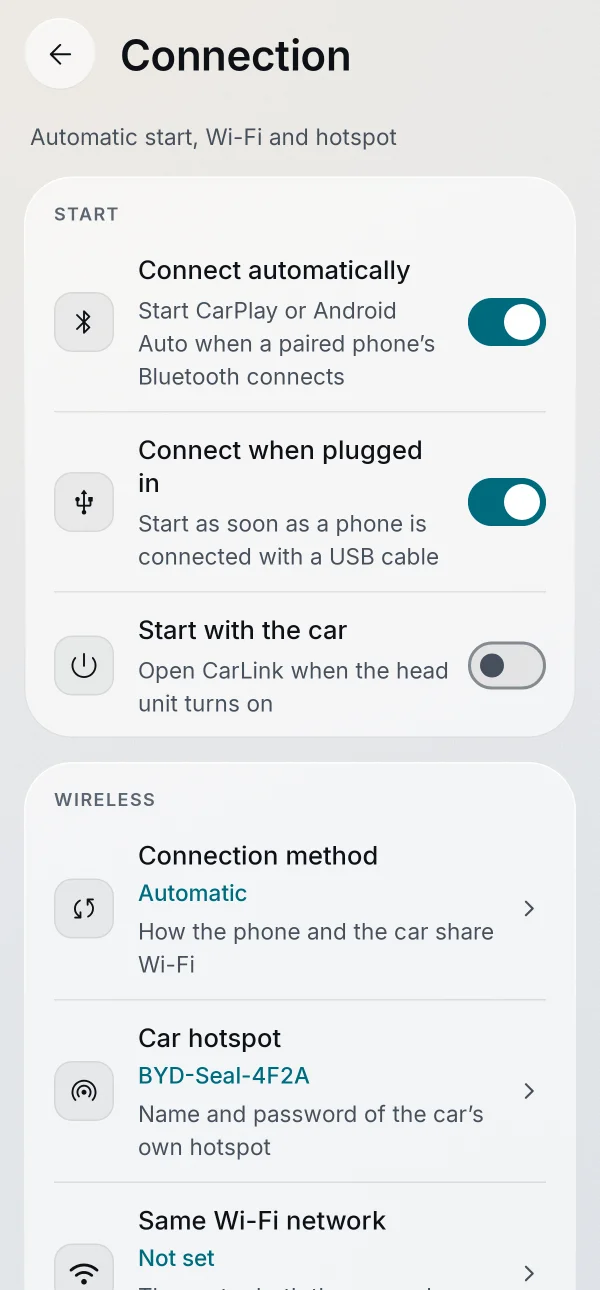 Connection
Automatic start, Wi-Fi and hotspot
START
Connect automatically
Start CarPlay or Android
Auto when a paired phone’s
Bluetooth connects
Connect when plugged
in
Start as soon as a phone is
connected with a USB cable
Start with the car
Open CarLink when the head
unit turns on
WIRELESS
Connection method
Automatic
How the phone and the car share
Wi-Fi
Car hotspot
BYD-Seal-4F2A
Name and password of the car’s
own hotspot
Same Wi-Fi network
Not set